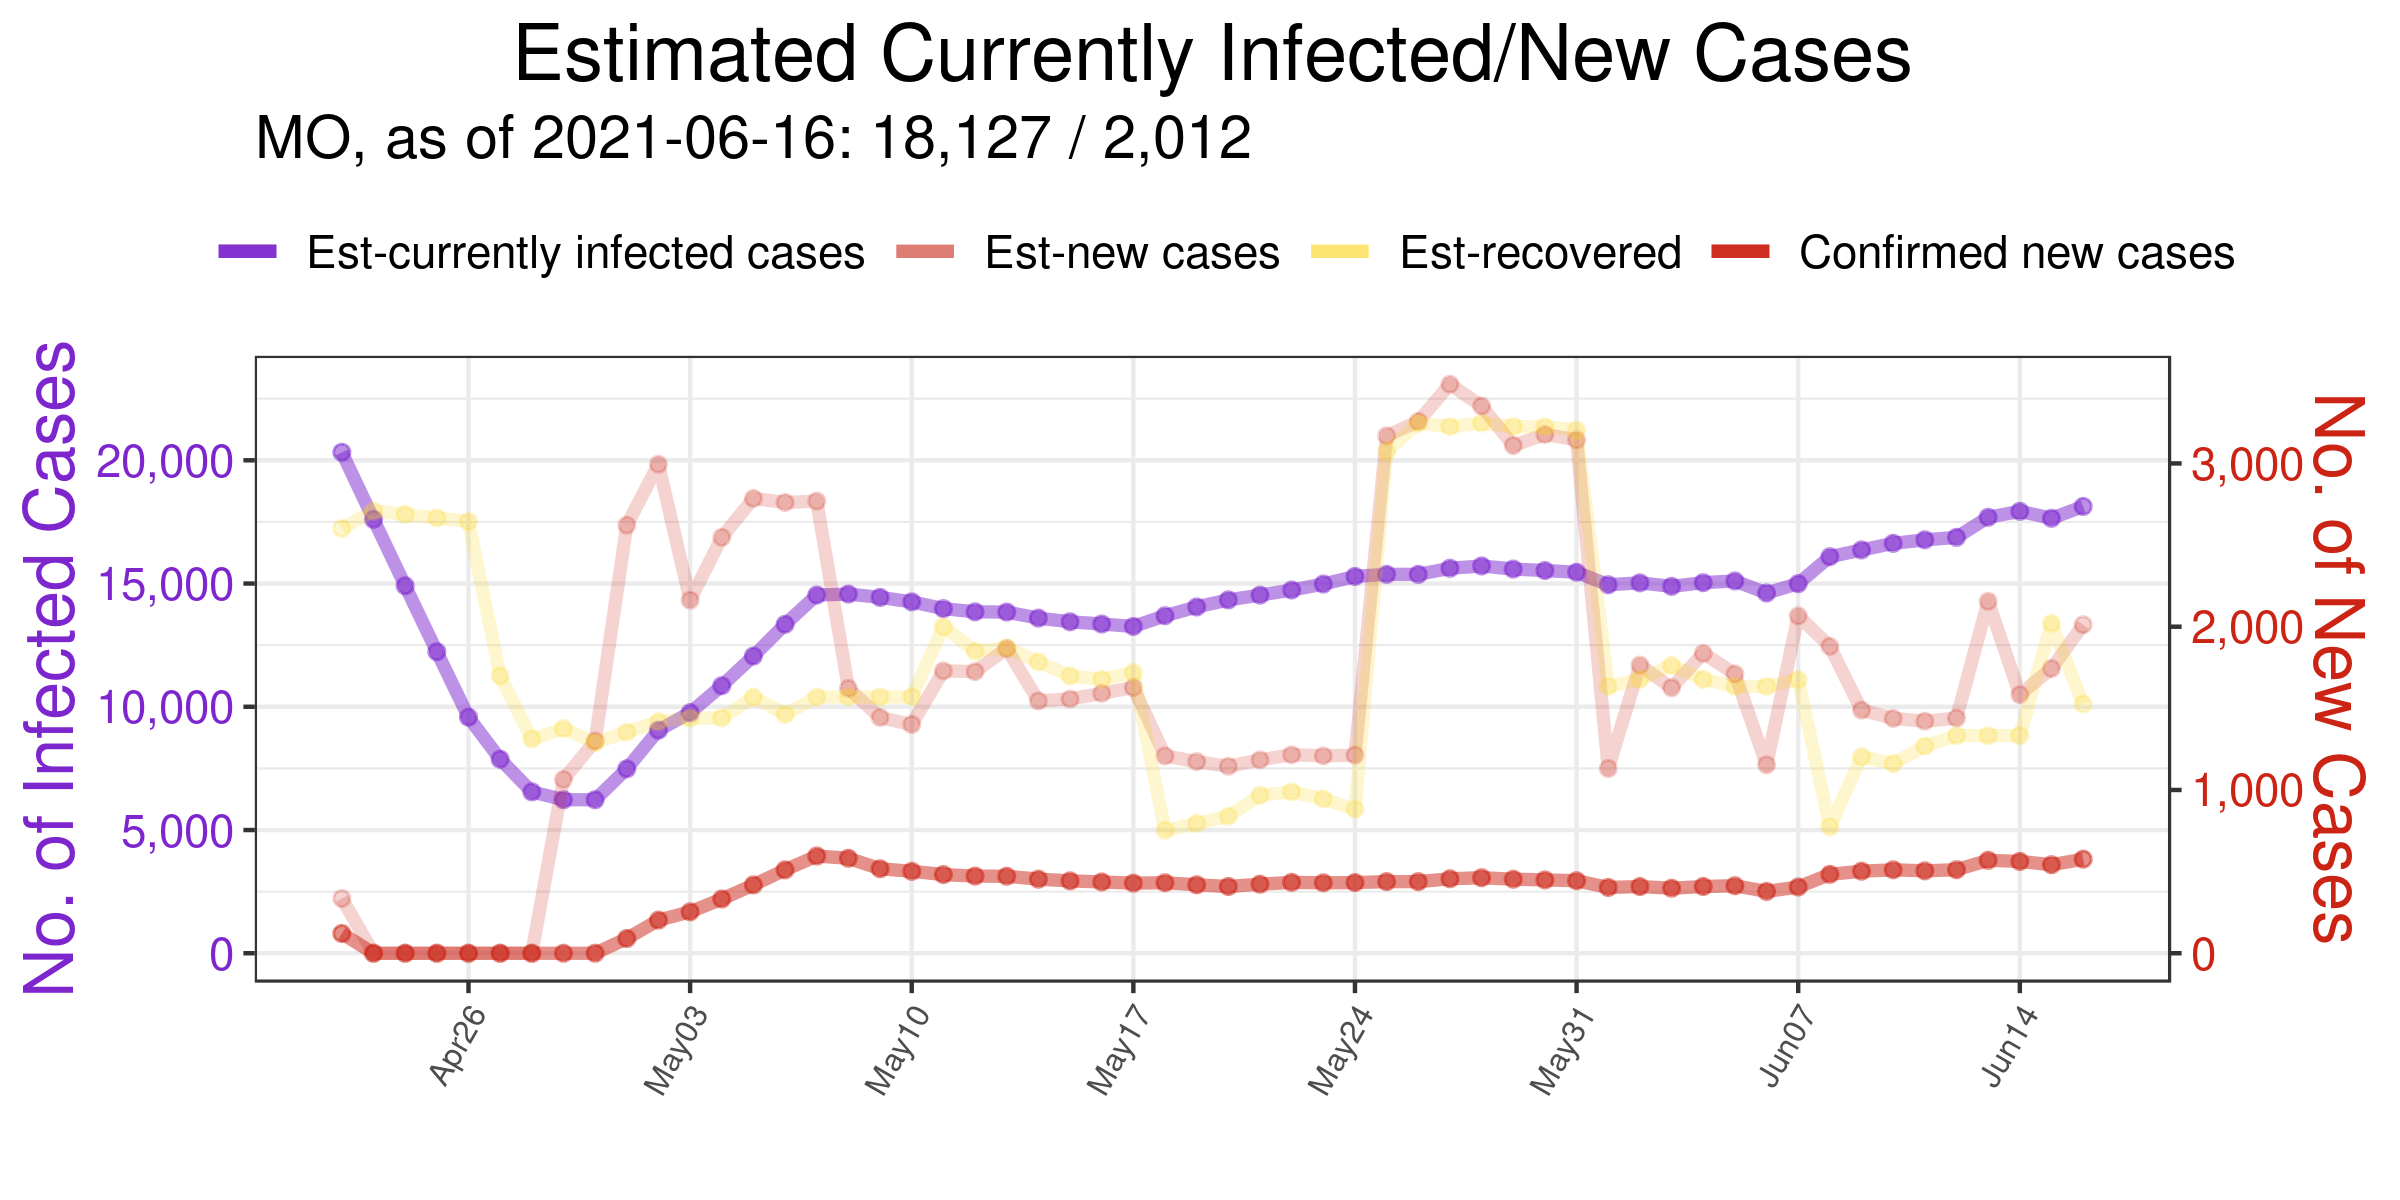 Estimated Currently Infected/New Cases
MO, as of 2021-06-16: 18,127 / 2,012
Est-currently infected cases Est-new cases Est-recovered Confirmed new cases
No. of Infected Cases
20,000
15,000
10,000
5,000
0
3,000
2,000
1,000
0
No. of New Cases
Apr26 May03 May10 May17 May24 May31 Jun07 Jun14